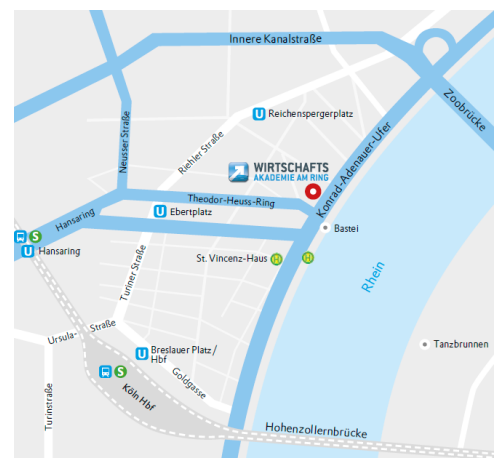 Innere Kanalstraße
Zoobrücke
Neusser Straße
Riehler Straße
U Reichenspergerplatz
Konrad-Adenauer-Ufer
WIRTSCHAFTS
AKADEMIE AM RING
Theodor-Heuss-Ring
Hansaring
U Ebertplatz
Bastei
S
U Hansaring
St. Vincenz-Haus H
H
Rhein
Turiner Straße
Ursula-
Straße
U Breslauer Platz/
Hbf
Tanzbrunnen
S
Goldgasse
Köln Hbf
Turinstraße
Hohenzollernbrücke